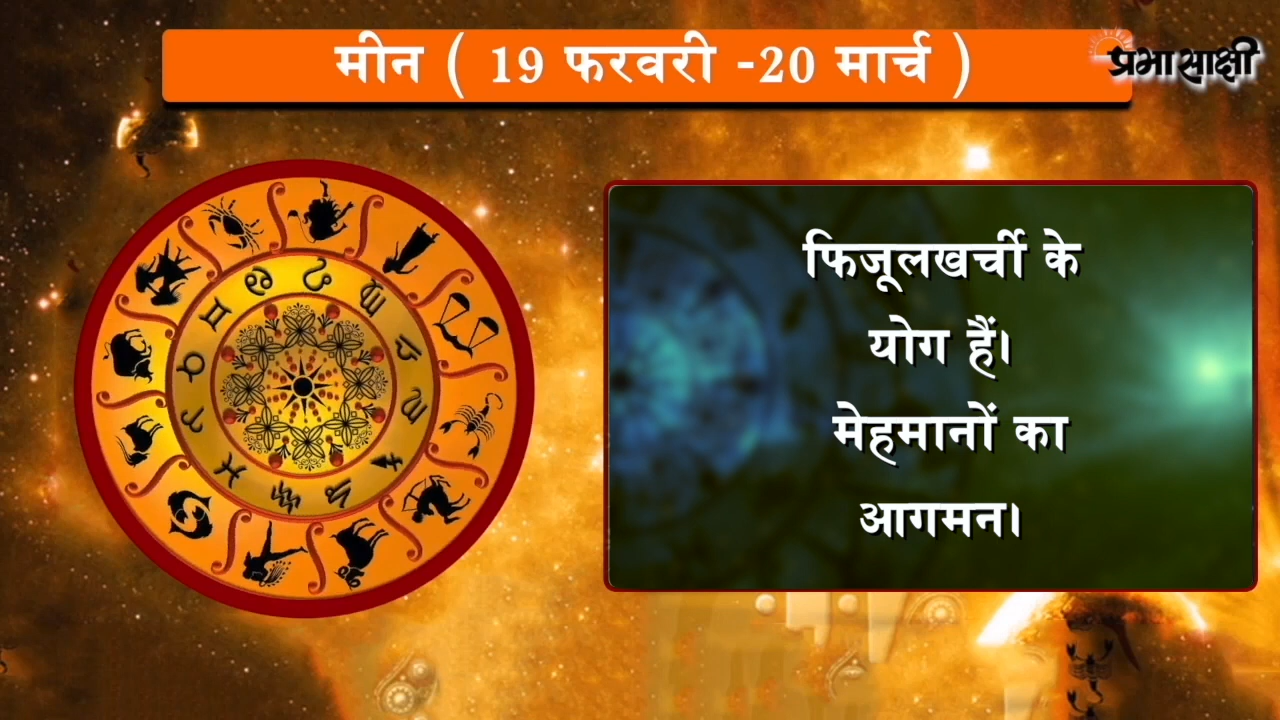 मीन ( 19 फरवरी -20 मार्च )
प्रभासाक्षी
फिजूलखर्ची के
योग हैं।
मेहमानों का
आगमन।